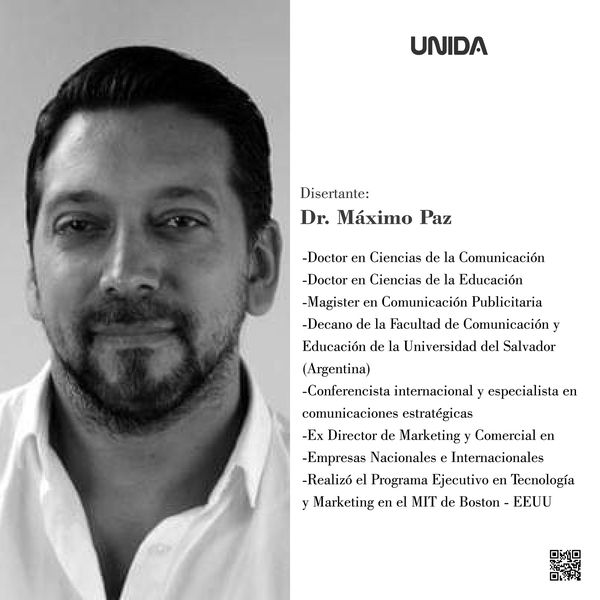 UNIDA
Disertante:
Dr. Máximo Paz
-Doctor en Ciencias de la Comunicación
-Doctor en Ciencias de la Educación
-Magister en Comunicación Publicitaria
-Decano de la Facultad de Comunicación y
Educación de la Universidad del Salvador
(Argentina)
-Conferencista internacional y especialista en
comunicaciones estratégicas
-Ex Director de Marketing y Comercial en
-Empresas Nacionales e Internacionales
-Realizó el Programa Ejecutivo en Tecnología
y Marketing en el MIT de Boston - EEUU